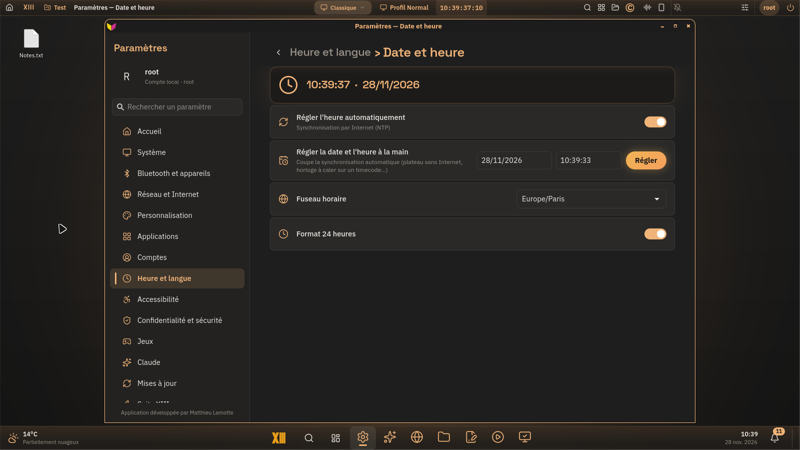 XIII
Test
Paramètres — Date et heure
Classique
Profil Normal
10:39:37:10
root
Notes.txt
Paramètres — Date et heure
Paramètres
R
root
Compte local · root
Rechercher un paramètre
Accueil
Système
Bluetooth et appareils
Réseau et Internet
Personnalisation
Applications
Comptes
Heure et langue
Accessibilité
Confidentialité et sécurité
Jeux
Claude
Mises à jour
Application développée par Matthieu Lamotte
Heure et langue > Date et heure
10:39:37 · 28/11/2026
Régler l'heure automatiquement
Synchronisation par Internet (NTP)
Régler la date et l'heure à la main
Coupe la synchronisation automatique (plateau sans Internet,
horloge à caler sur un timecode...)
28/11/2026
10:39:33
Régler
Fuseau horaire
Europe/Paris
Format 24 heures
14°C
Partiellement nuageux
XIII
10:39
28 nov. 2026
11